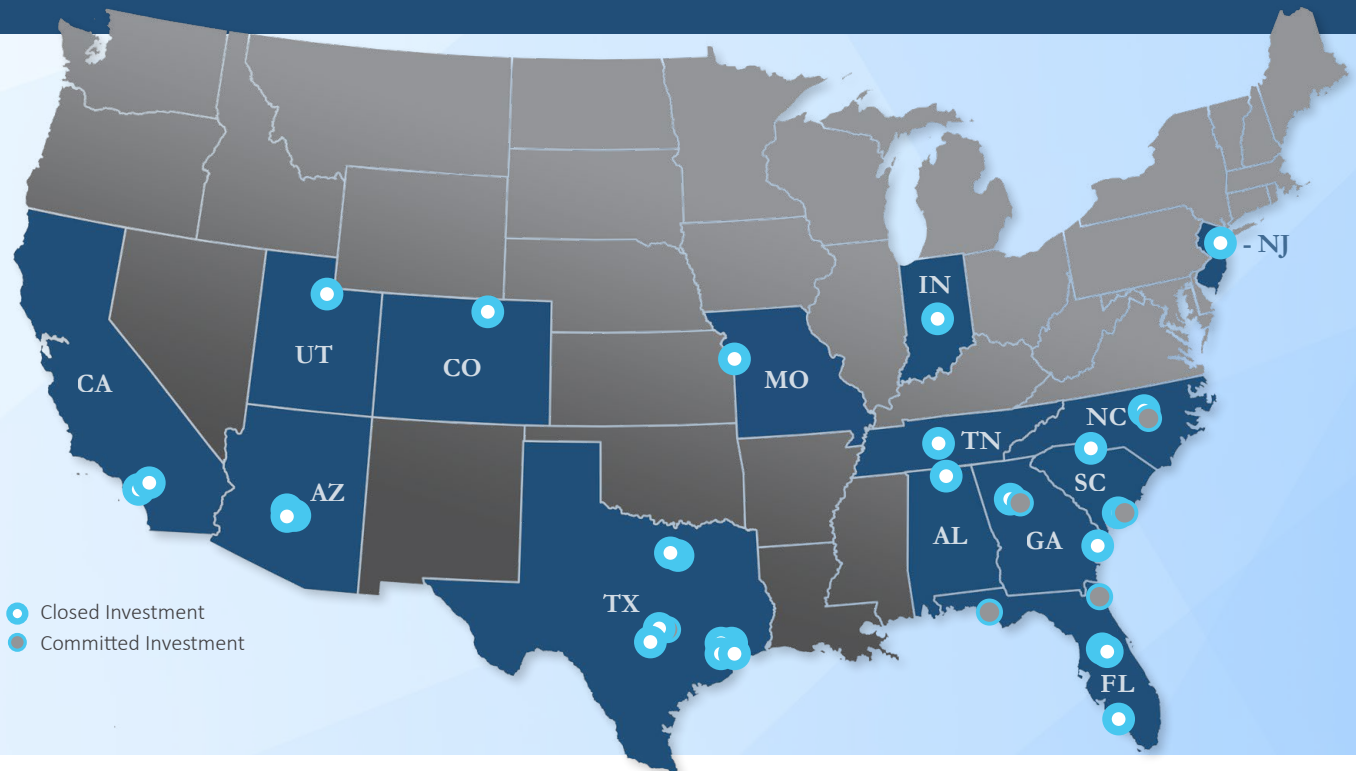 - NJ
IN
UT
CO
CA
MO
NC
TN
SC
AZ
AL
GA
TX
Closed Investment
Committed Investment
FL